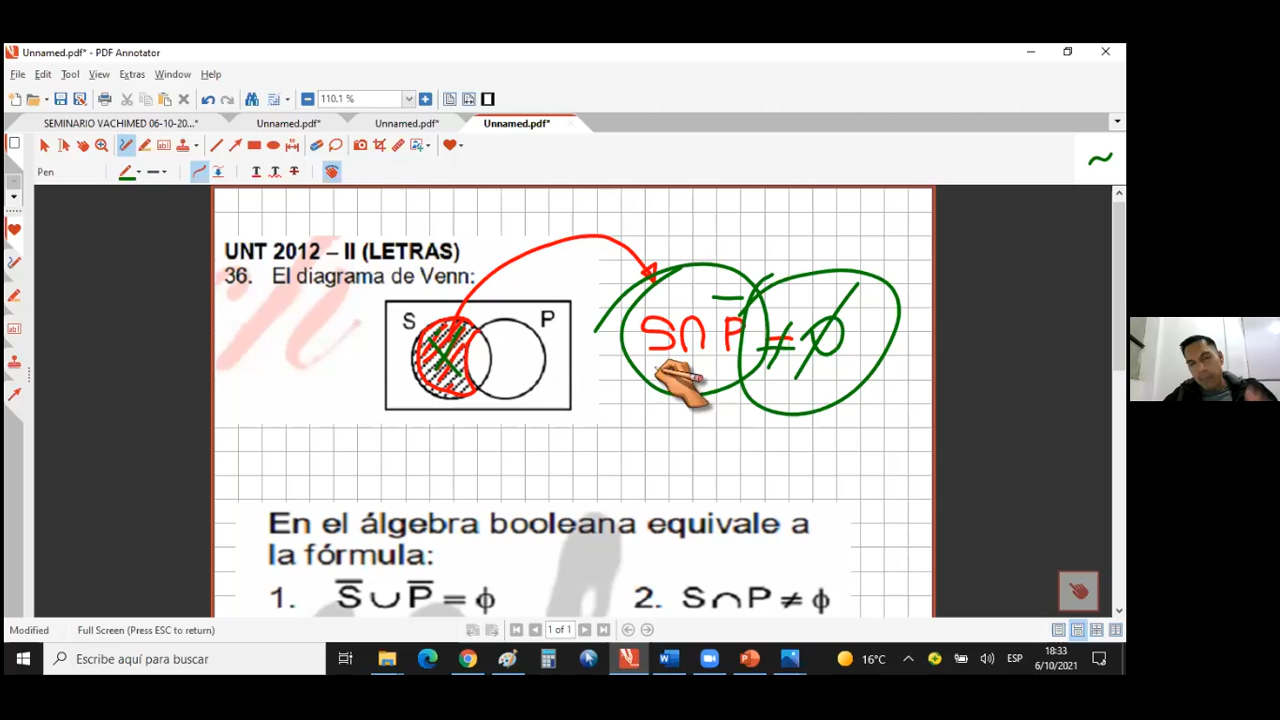 Unnamed.pdf* - PDF Annotator
File Edit Tool View Extras Window Help
110.1 %
SEMINARIO VACHIMED 06-10-20...* Unnamed.pdf* Unnamed.pdf* Unnamed.pdf*
Pen
UNT 2012 – II (LETRAS)
36. El diagrama de Venn:
S P
S∩P̅ ≠ ∅
En el álgebra booleana equivale a
la fórmula:
1. S̅ ∪ P̅ = ϕ 2. S ∩ P ≠ ϕ
Modified Full Screen (Press ESC to return) 1 of 1
Escribe aquí para buscar 16°C ESP 18:33
6/10/2021